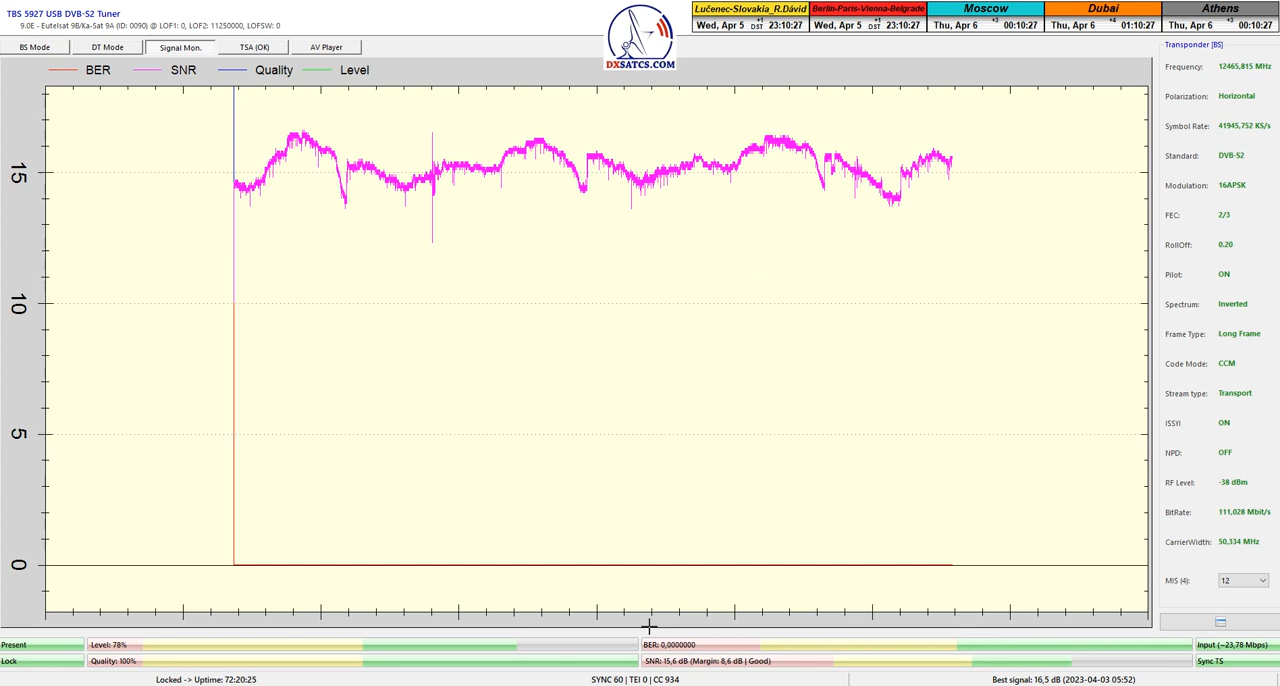 TBS 5927 USB DVB-S2 Tuner
9.0E - Eutelsat 9B/Ka-Sat 9A (ID: 0090) @ LOF1: 0, LOF2: 11250000, LOFSW: 0
DXSATCS.COM
Lučenec-Slovakia_R.Dávid
Wed, Apr 5 +1 DST 23:10:27
Berlin-Paris-Vienna-Belgrade
Wed, Apr 5 +1 DST 23:10:27
Moscow
Thu, Apr 6 +3 00:10:27
Dubai
Thu, Apr 6 +4 01:10:27
Athens
Thu, Apr 6 +3 00:10:27
BS Mode
DT Mode
Signal Mon.
TSA (OK)
AV Player
BER SNR Quality Level
15
10
5
0
Transponder [BS]
Frequency: 12465,815 MHz
Polarization: Horizontal
Symbol Rate: 41945,752 KS/s
Standard: DVB-S2
Modulation: 16APSK
FEC: 2/3
RollOff: 0.20
Pilot: ON
Spectrum: Inverted
Frame Type: Long Frame
Code Mode: CCM
Stream type: Transport
ISSYI ON
NPD: OFF
RF Level: -38 dBm
BitRate: 111,028 Mbit/s
CarrierWidth: 50,334 MHz
MIS (4): 12
Present
Level: 78%
BER: 0,0000000
Input (~23,78 Mbps)
Lock
Quality: 100%
SNR: 15,6 dB (Margin: 8,6 dB | Good)
Sync TS
Locked -> Uptime: 72:20:25
SYNC 60 | TEI 0 | CC 934
Best signal: 16,5 dB (2023-04-03 05:52)